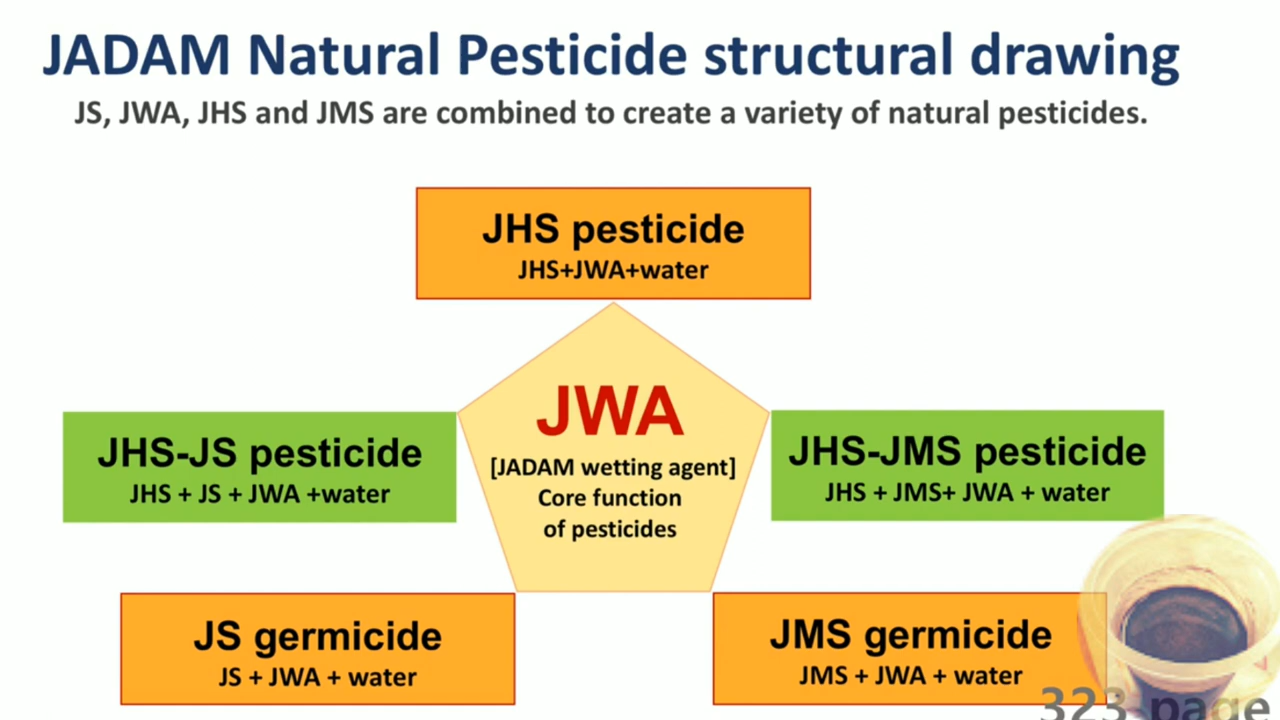 JADAM Natural Pesticide structural drawing
JS, JWA, JHS and JMS are combined to create a variety of natural pesticides.
JHS pesticide
JHS+JWA+water
JWA
[JADAM wetting agent]
Core function
of pesticides
JHS-JS pesticide
JHS + JS + JWA +water
JHS-JMS pesticide
JHS + JMS+ JWA + water
JS germicide
JS + JWA + water
JMS germicide
JMS + JWA + water
323 page